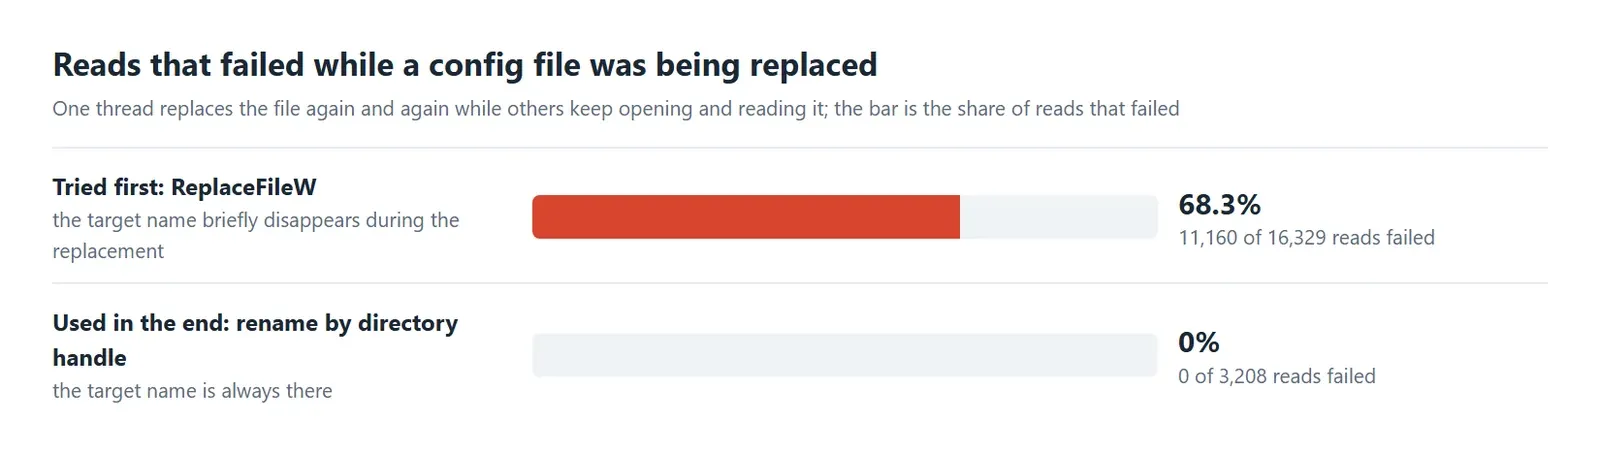 Reads that failed while a config file was being replaced
One thread replaces the file again and again while others keep opening and reading it; the bar is the share of reads that failed
Tried first: ReplaceFileW
the target name briefly disappears during the
replacement
68.3%
11,160 of 16,329 reads failed
Used in the end: rename by directory
handle
the target name is always there
0%
0 of 3,208 reads failed